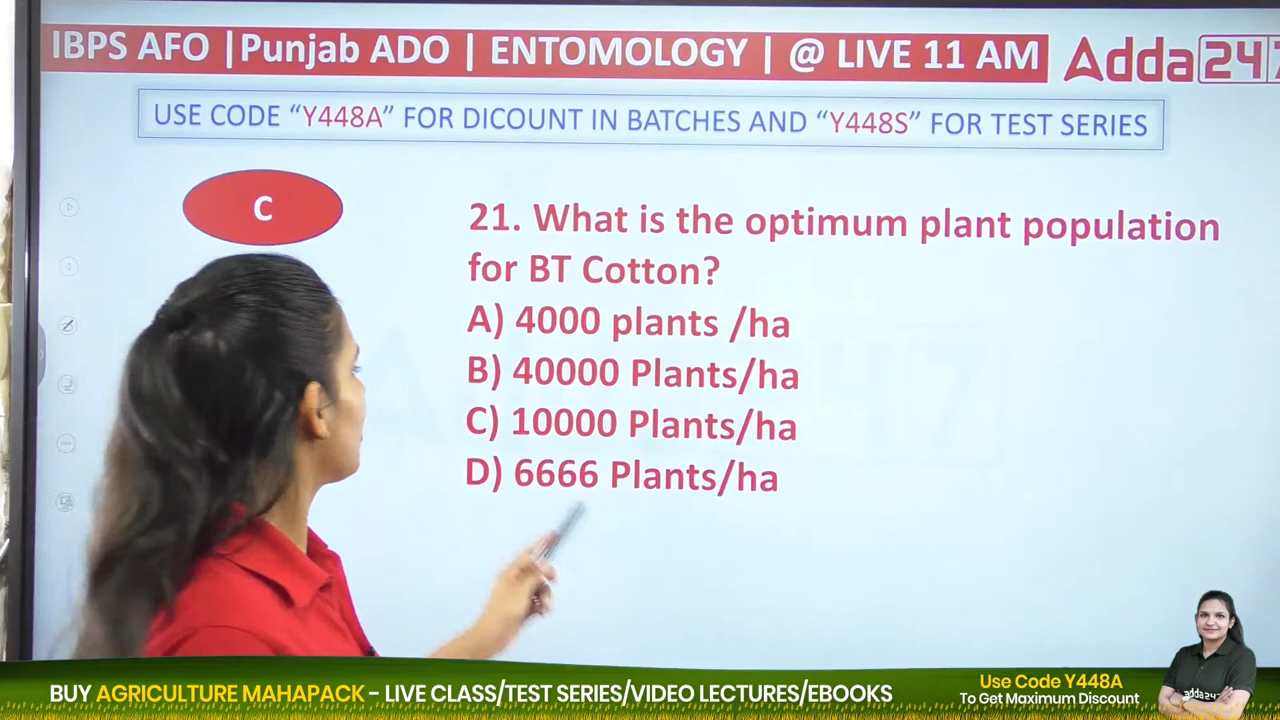 IBPS AFO |Punjab ADO | ENTOMOLOGY | @ LIVE 11 AM
Adda247
USE CODE “Y448A” FOR DICOUNT IN BATCHES AND “Y448S” FOR TEST SERIES
C
21. What is the optimum plant population
for BT Cotton?
A) 4000 plants /ha
B) 40000 Plants/ha
C) 10000 Plants/ha
D) 6666 Plants/ha
adda247
BUY AGRICULTURE MAHAPACK – LIVE CLASS/TEST SERIES/VIDEO LECTURES/EBOOKS
Use Code Y448A
To Get Maximum Discount